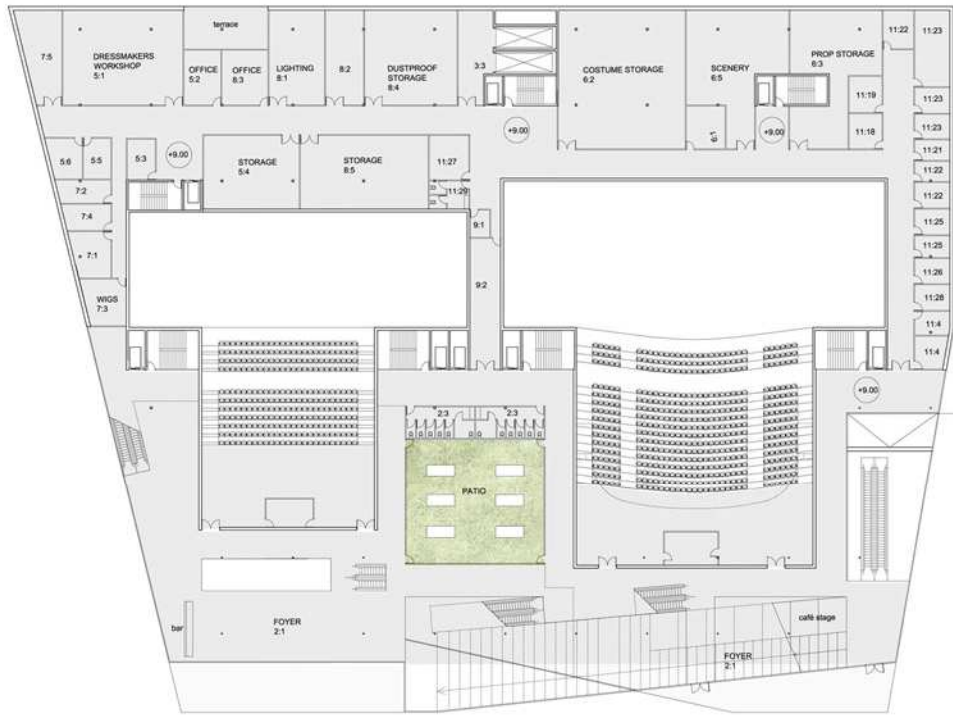 terrace
7:5
DRESSMAKERS
WORKSHOP
5:1
OFFICE
5:2
OFFICE
8:3
LIGHTING
8:1
8:2
DUSTPROOF
STORAGE
8:4
3:3
COSTUME STORAGE
6:2
SCENERY
6:5
PROP STORAGE
6:3
11:22
11:23
11:19
11:18
11:23
11:23
11:21
11:22
11:22
11:25
11:25
11:26
11:28
11:4
11:4
+9.00
+9.00
+9.00
6:1
5:6
5:5
5:3
7:2
7:4
7:1
WIGS
7:3
STORAGE
5:4
STORAGE
8:5
11:27
11:29
9:1
9:2
+9.00
2:3
2:3
PATIO
bar
FOYER
2:1
café stage
FOYER
2:1